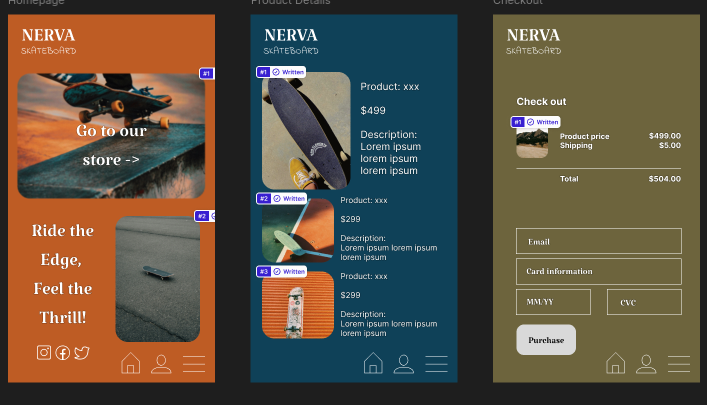 Homepage
NERVA
SKATEBOARD
#1
Go to our
store ->
#2
Ride the
Edge,
Feel the
Thrill!
Product Details
NERVA
SKATEBOARD
#1 Written
Product: xxx
$499
Description:
Lorem ipsum
lorem ipsum
lorem ipsum
#2 Written
Product: xxx
$299
Description:
Lorem ipsum lorem ipsum
lorem ipsum lorem ipsum
#3 Written
Product: xxx
$299
Description:
Lorem ipsum lorem ipsum
lorem ipsum lorem ipsum
Checkout
NERVA
SKATEBOARD
Check out
#1 Written
Product price $499.00
Shipping $5.00
Total $504.00
Email
Card information
MM/YY CVC
Purchase